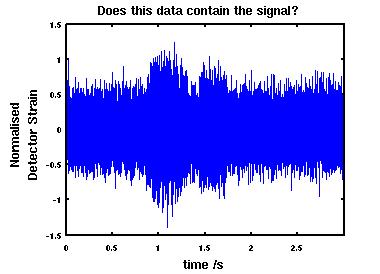 Does this data contain the signal?
1.5
1
0.5
0
-0.5
-1
-1.5
Normalised
Detector Strain
0 0.5 1 1.5 2 2.5
time /s